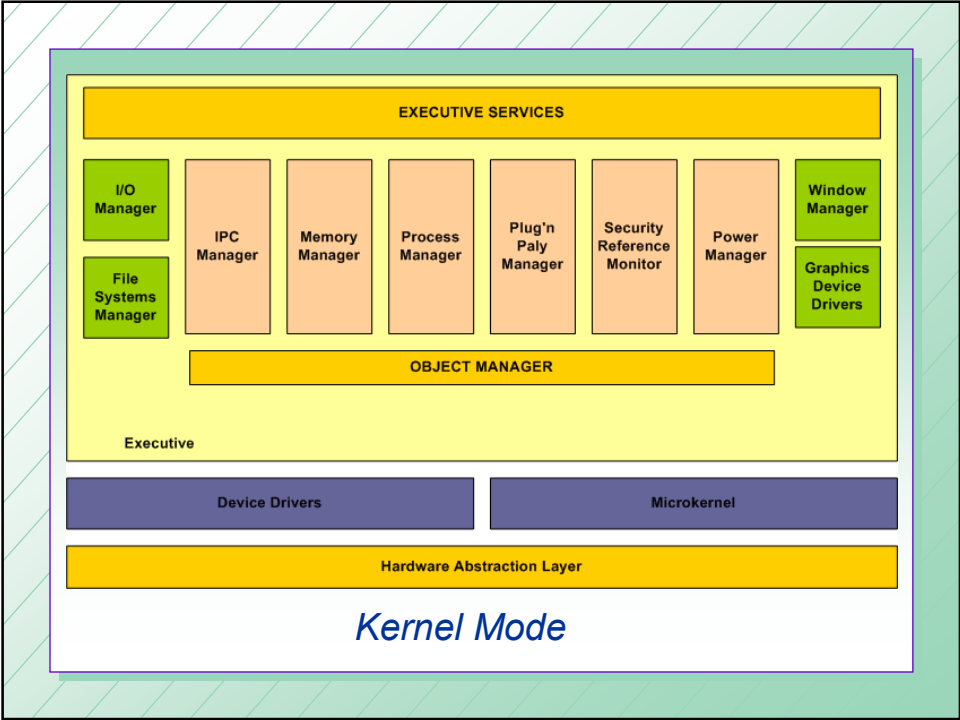 EXECUTIVE SERVICES
I/O
Manager
File
Systems
Manager
IPC
Manager
Memory
Manager
Process
Manager
Plug'n
Paly
Manager
Security
Reference
Monitor
Power
Manager
Window
Manager
Graphics
Device
Drivers
OBJECT MANAGER
Executive
Device Drivers
Microkernel
Hardware Abstraction Layer
Kernel Mode